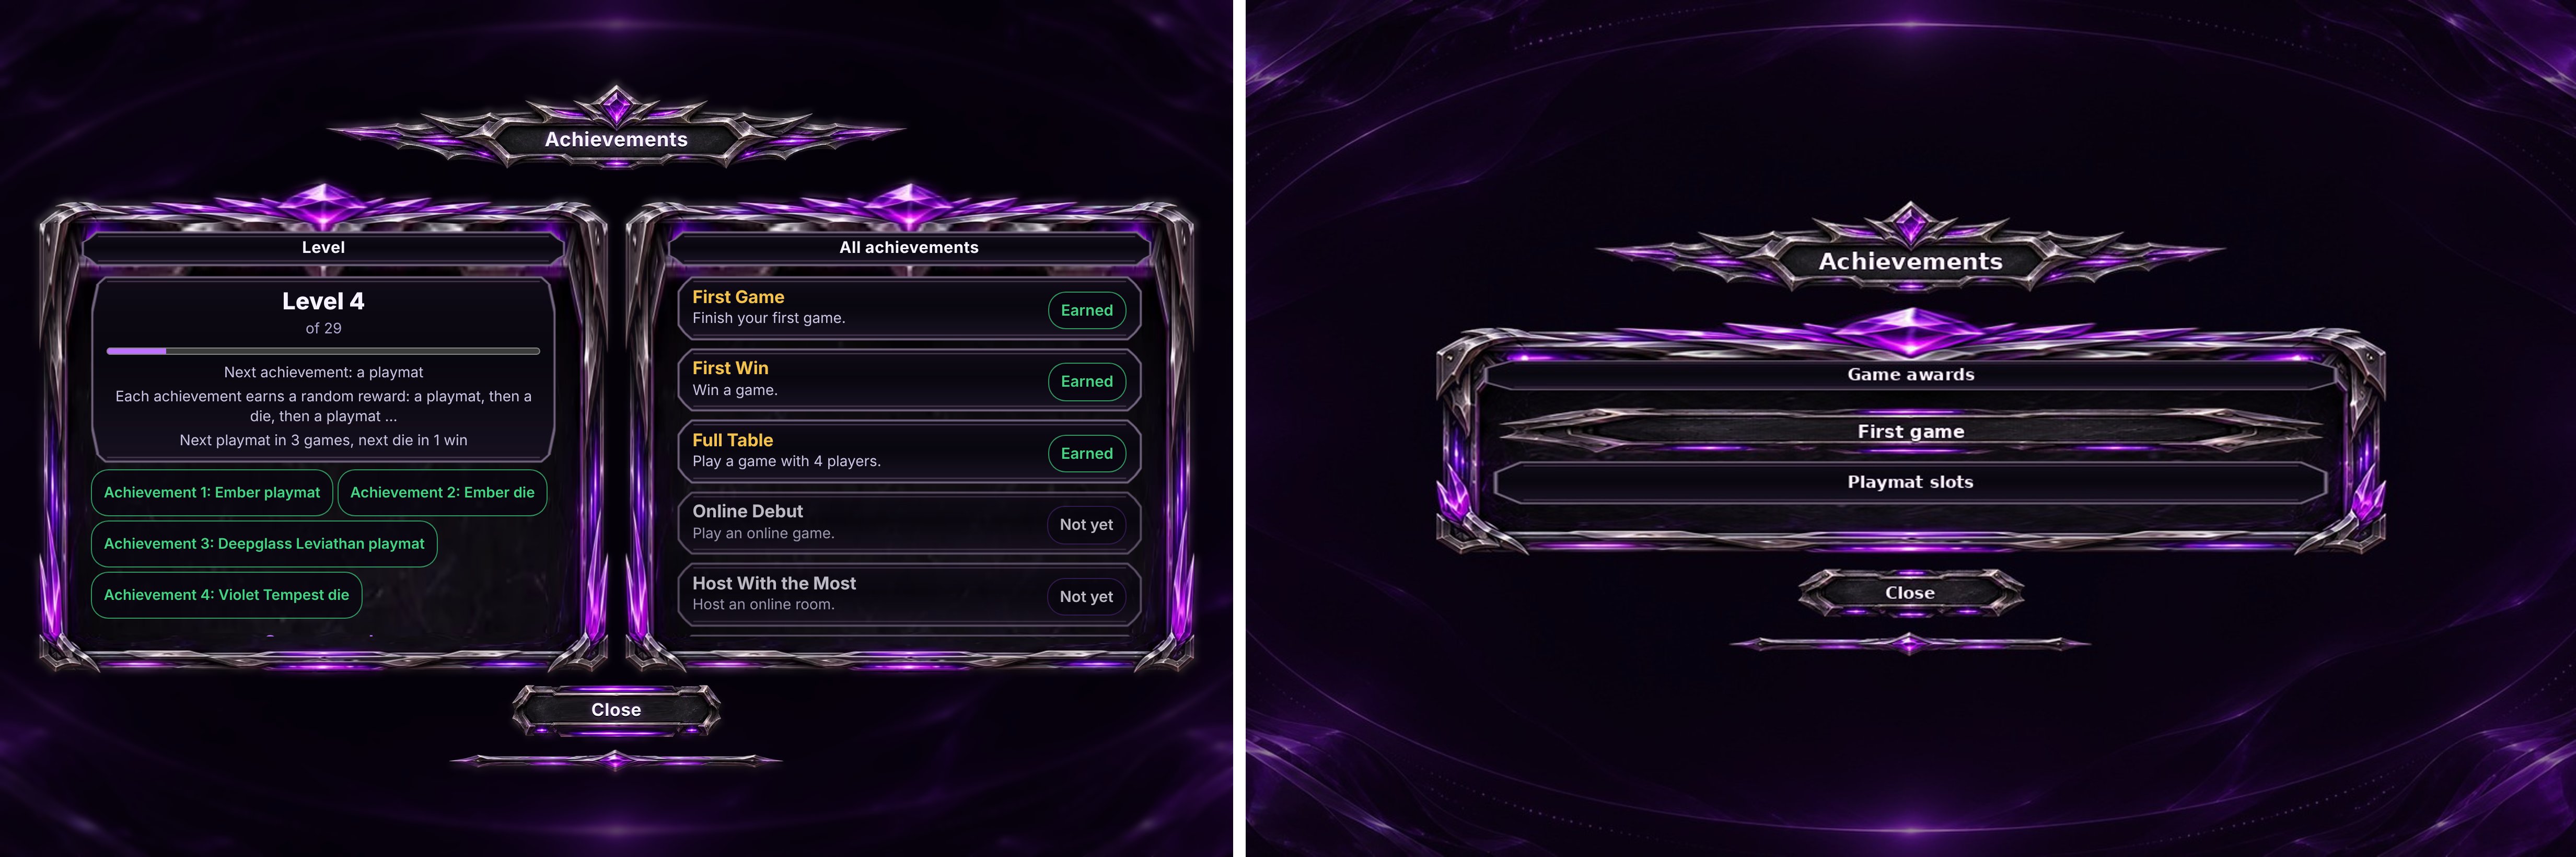 Achievements
Level
Level 4
of 29
Next achievement: a playmat
Each achievement earns a random reward: a playmat, then a
die, then a playmat ...
Next playmat in 3 games, next die in 1 win
Achievement 1: Ember playmat
Achievement 2: Ember die
Achievement 3: Deepglass Leviathan playmat
Achievement 4: Violet Tempest die
All achievements
First Game
Finish your first game.
Earned
First Win
Win a game.
Earned
Full Table
Play a game with 4 players.
Earned
Online Debut
Play an online game.
Not yet
Host With the Most
Host an online room.
Not yet
Close
Achievements
Game awards
First game
Playmat slots
Close